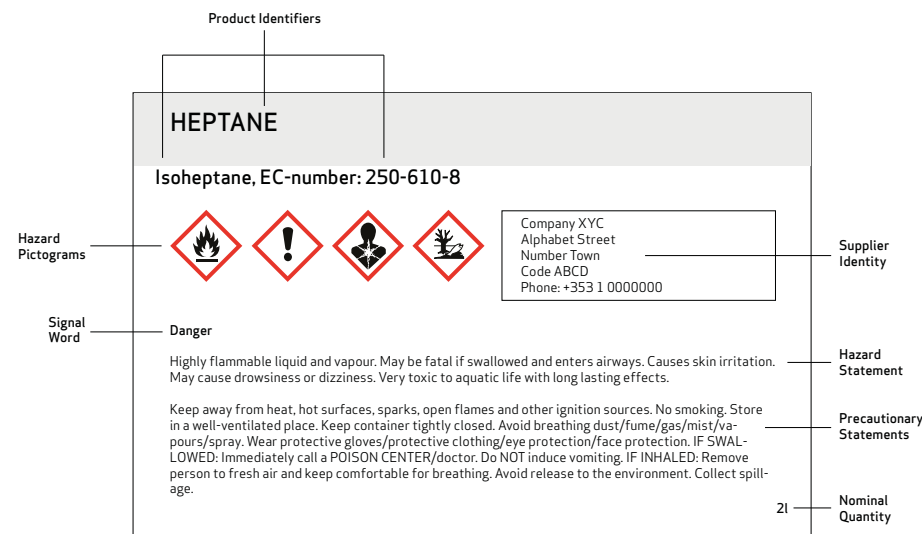 Product Identifiers
HEPTANE
Isoheptane, EC-number: 250-610-8
Hazard
Pictograms
Company XYC
Alphabet Street
Number Town
Code ABCD
Phone: +353 1 0000000
Supplier
Identity
Signal
Word
Danger
Highly flammable liquid and vapour. May be fatal if swallowed and enters airways. Causes skin irritation.
May cause drowsiness or dizziness. Very toxic to aquatic life with long lasting effects.
Hazard
Statement
Keep away from heat, hot surfaces, sparks, open flames and other ignition sources. No smoking. Store
in a well-ventilated place. Keep container tightly closed. Avoid breathing dust/fume/gas/mist/va-
pours/spray. Wear protective gloves/protective clothing/eye protection/face protection. IF SWAL-
LOWED: Immediately call a POISON CENTER/doctor. Do NOT induce vomiting. IF INHALED: Remove
person to fresh air and keep comfortable for breathing. Avoid release to the environment. Collect spill-
age.
Precautionary
Statements
2l
Nominal
Quantity